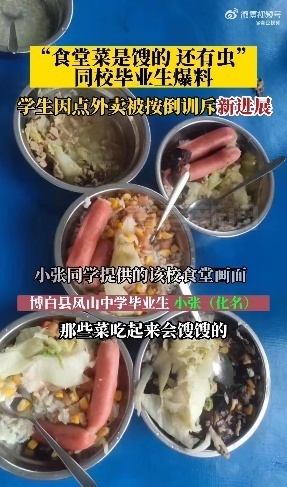 “食堂菜是馊的 还有虫”
同校毕业生爆料
学生因点外卖被按倒训斥新进展
小张同学提供的该校食堂画面
博白县凤山中学毕业生 小张（化名）
那些菜吃起来会馊馊的